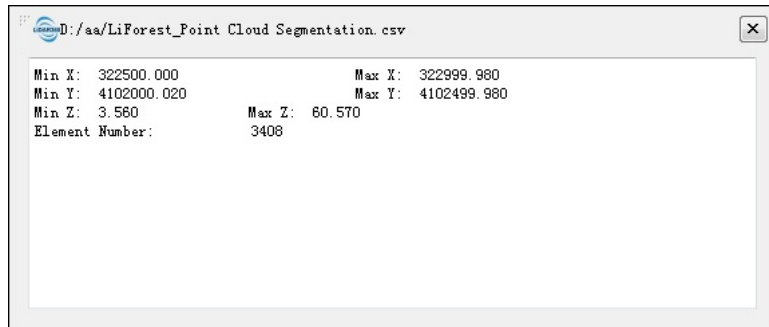 D:/aa/LiForest_Point Cloud Segmentation.csv
Min X: 322500.000 Max X: 322999.980
Min Y: 4102000.020 Max Y: 4102499.980
Min Z: 3.560 Max Z: 60.570
Element Number: 3408